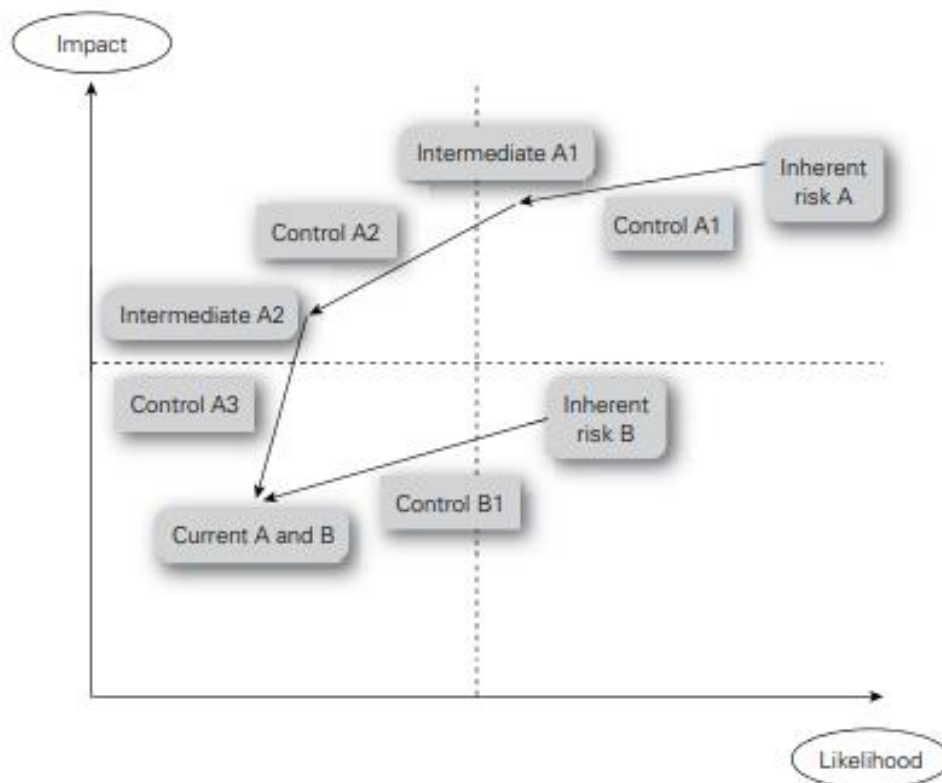 Impact
Intermediate A1
Inherent
risk A
Control A2
Control A1
Intermediate A2
Control A3
Inherent
risk B
Control B1
Current A and B
Likelihood